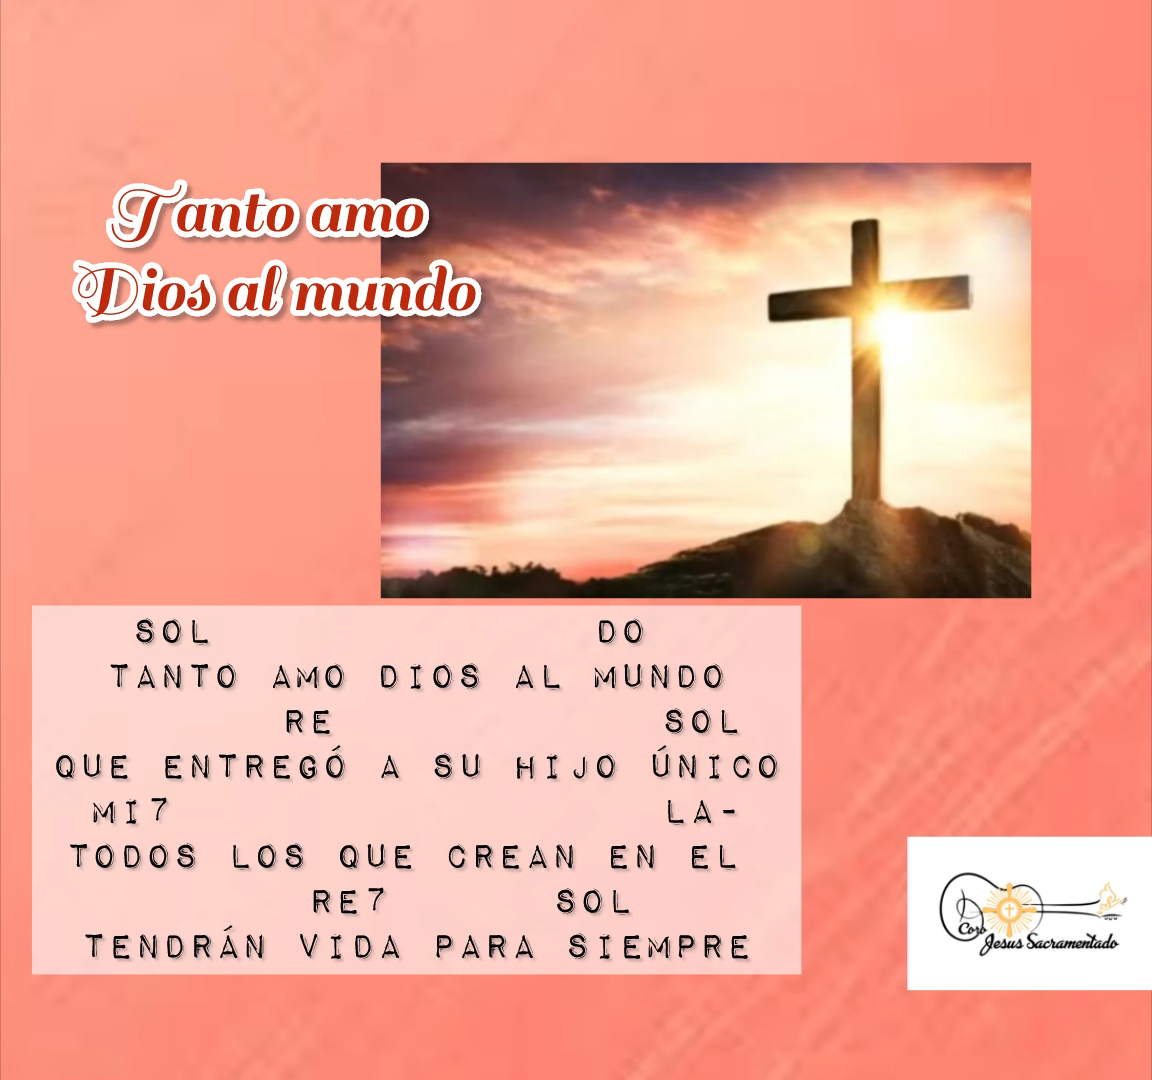 Tanto amo
Dios al mundo
SOL DO
TANTO AMO DIOS AL MUNDO
RE SOL
QUE ENTREGÓ A SU HIJO ÚNICO
MI7 LA-
TODOS LOS QUE CREAN EN EL
RE7 SOL
TENDRÁN VIDA PARA SIEMPRE
Coro
Jesus Sacramentado